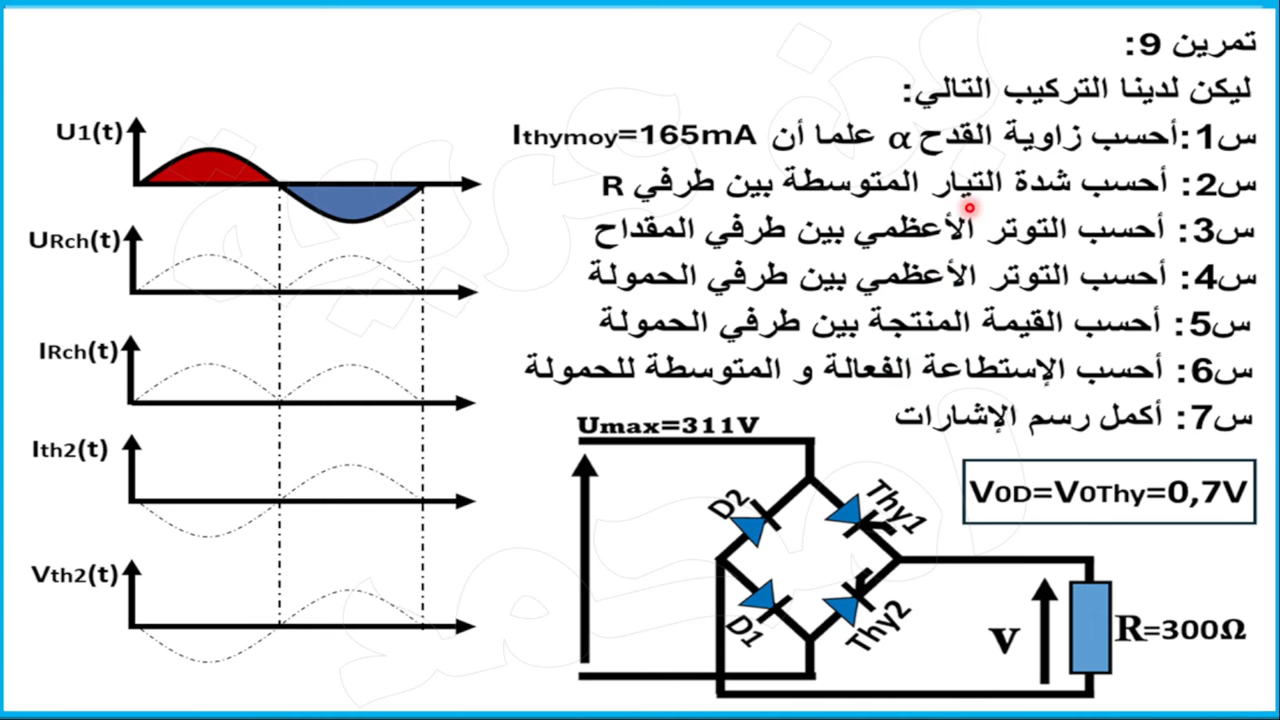 تمرين 9:
ليكن لدينا التركيب التالي:
س1:أحسب زاوية القدح α علما أن Ithymoy=165mA
س2: أحسب شدة التيار المتوسطة بين طرفي R
س3: أحسب التوتر الأعظمي بين طرفي المقداح
س4: أحسب التوتر الأعظمي بين طرفي الحمولة
س5: أحسب القيمة المنتجة بين طرفي الحمولة
س6: أحسب الإستطاعة الفعالة و المتوسطة للحمولة
س7: أكمل رسم الإشارات
U1(t)
URch(t)
IRch(t)
Ith2(t)
Vth2(t)
Umax=311V
V0D=V0Thy=0,7V
D2
Thy1
D1
Thy2
v
R=300Ω